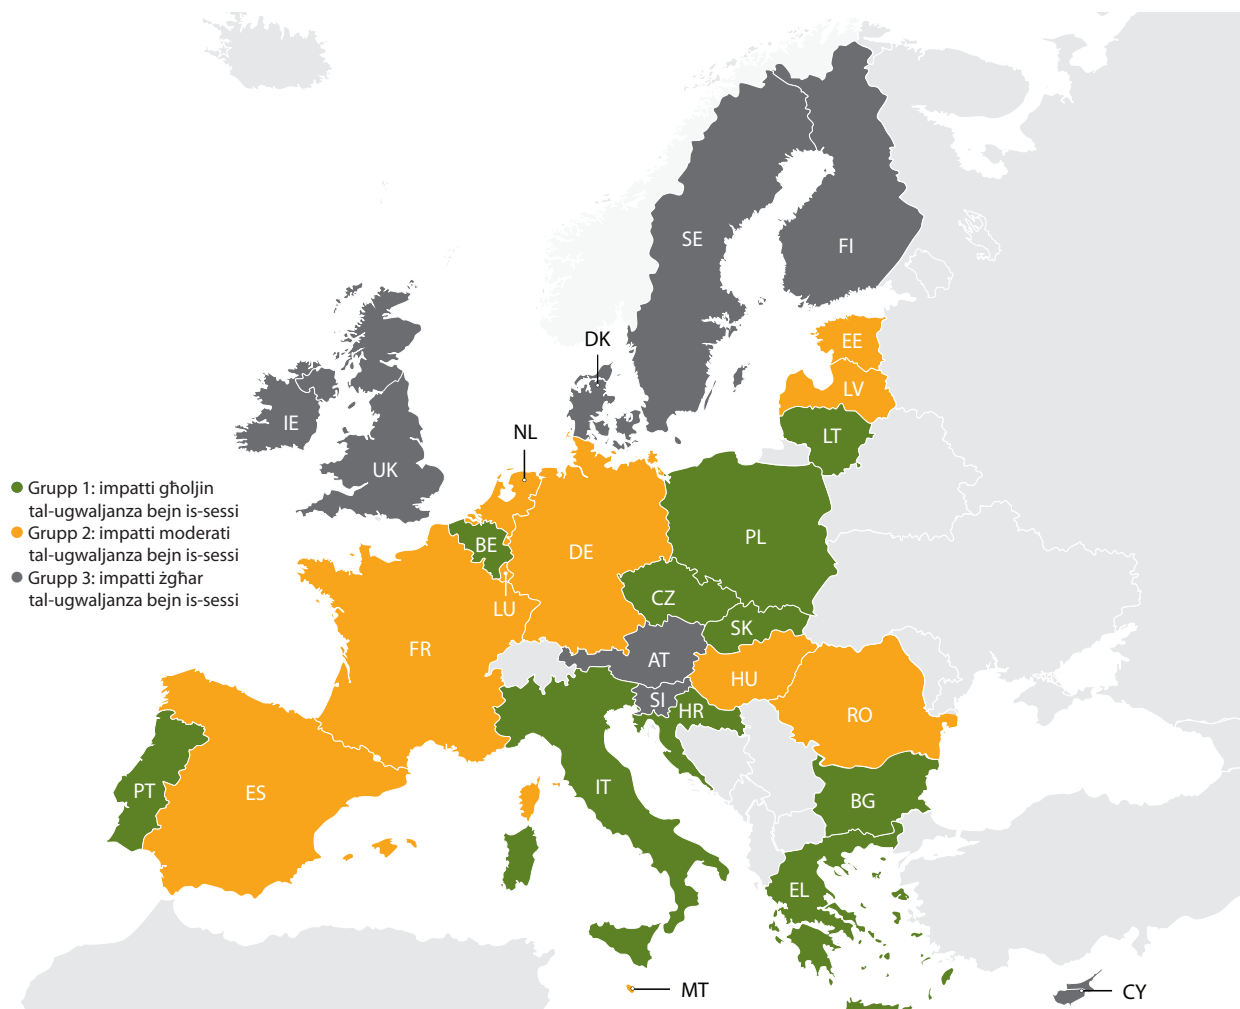 SE
FI
DK
EE
LV
IE
LT
NL
UK
Grupp 1: impatti għoljin
tal-ugwaljanza bejn is-sessi
Grupp 2: impatti moderati
tal-ugwaljanza bejn is-sessi
Grupp 3: impatti żgħar
tal-ugwaljanza bejn is-sessi
BE
DE
PL
CZ
LU
SK
FR
AT
HU
SI
HR
RO
PT
ES
IT
BG
EL
MT
CY